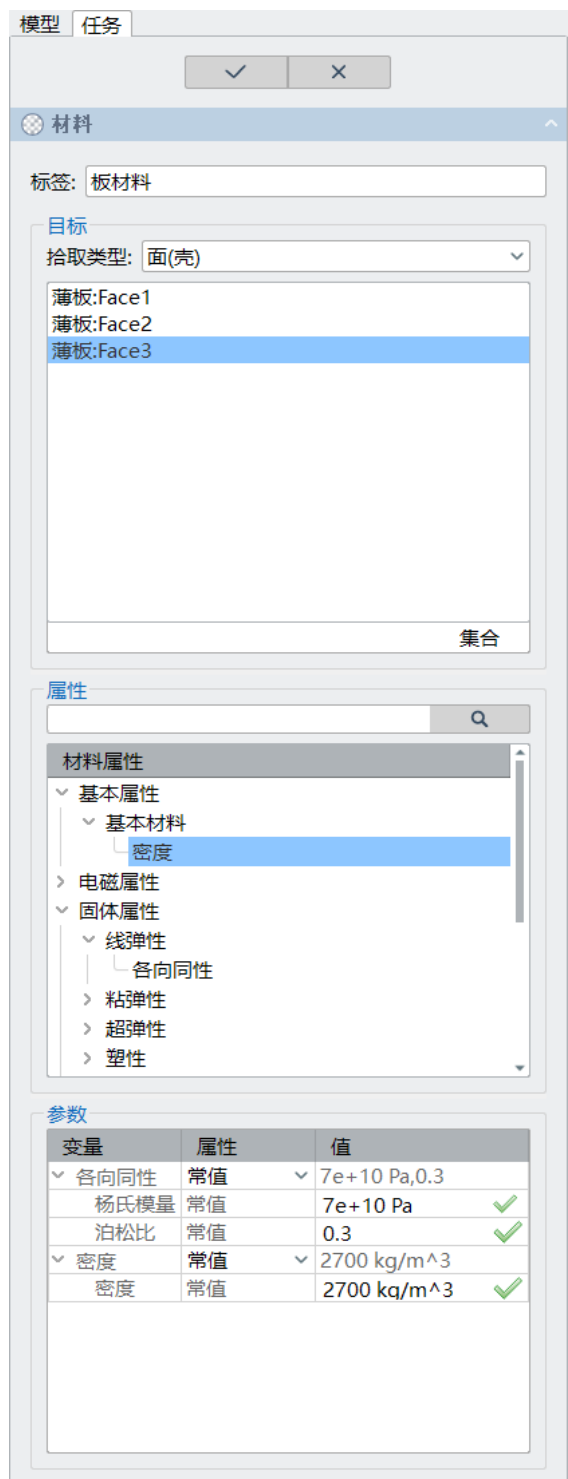 模型 任务
材料
标签: 板材料
目标
拾取类型: 面(壳)
薄板:Face1
薄板:Face2
薄板:Face3
集合
属性
材料属性
基本属性
基本材料
密度
电磁属性
固体属性
线弹性
各向同性
粘弹性
超弹性
塑性
参数
变量 属性 值
各向同性 常值 7e+10 Pa,0.3
杨氏模量 常值 7e+10 Pa
泊松比 常值 0.3
密度 常值 2700 kg/m^3
密度 常值 2700 kg/m^3